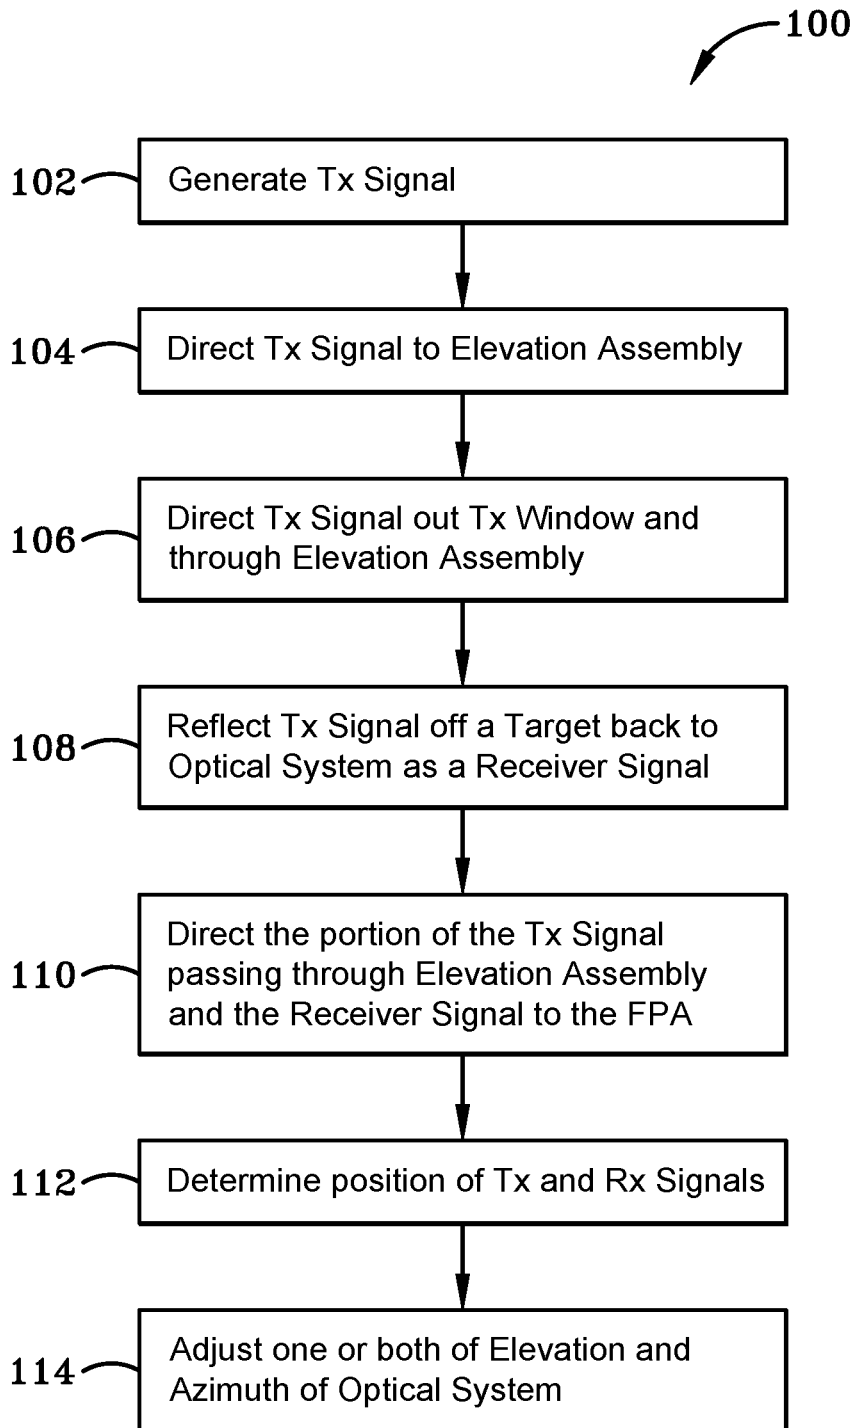 100
102
Generate Tx Signal
104
Direct Tx Signal to Elevation Assembly
106
Direct Tx Signal out Tx Window and
through Elevation Assembly
108
Reflect Tx Signal off a Target back to
Optical System as a Receiver Signal
110
Direct the portion of the Tx Signal
passing through Elevation Assembly
and the Receiver Signal to the FPA
112
Determine position of Tx and Rx Signals
114
Adjust one or both of Elevation and
Azimuth of Optical System